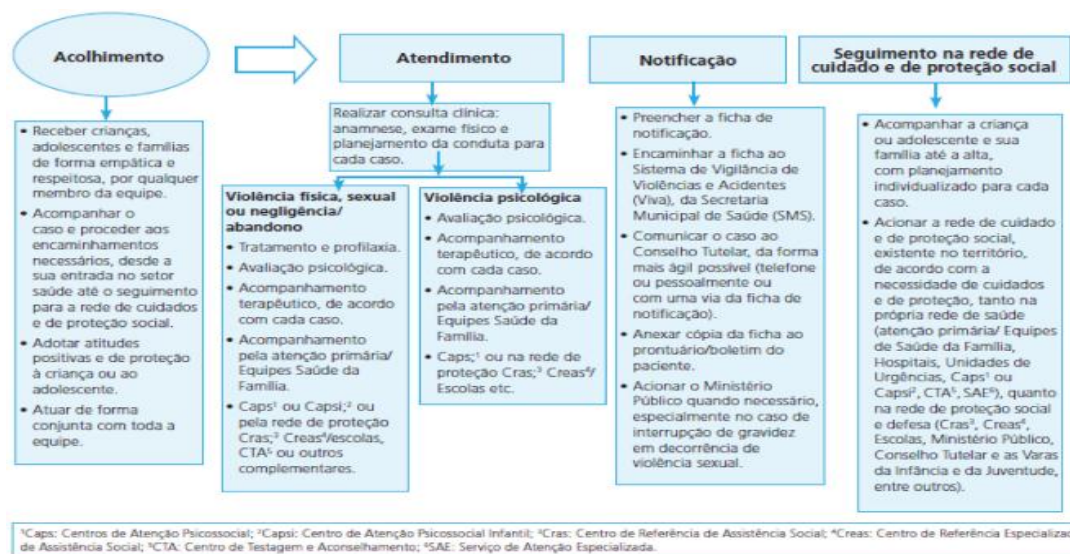 Acolhimento
• Receber crianças,
adolescentes e famílias
de forma empática e
respeitosa, por qualquer
membro da equipe.
• Acompanhar o
caso e proceder aos
encaminhamentos
necessários, desde a
sua entrada no setor
saúde até o seguimento
para a rede de cuidados
e de proteção social.
• Adotar atitudes
positivas e de proteção
à criança ou ao
adolescente.
• Atuar de forma
conjunta com toda a
equipe.
Atendimento
Realizar consulta clínica:
anamnese, exame físico e
planejamento da conduta para
cada caso.
Violência física, sexual
ou negligência/
abandono
• Tratamento e profilaxia.
• Avaliação psicológica.
• Acompanhamento
terapêutico, de acordo
com cada caso.
• Acompanhamento
pela atenção primária/
Equipes Saúde da
Família.
• Caps¹ ou Capsi;² ou
pela rede de proteção
Cras;³ Creas⁴/escolas,
CTA⁵ ou outros
complementares.
Violência psicológica
• Avaliação psicológica.
• Acompanhamento
terapêutico, de acordo
com cada caso.
• Acompanhamento
pela atenção primária/
Equipes Saúde da
Família.
• Caps;¹ ou na rede de
proteção Cras;³ Creas⁴/
Escolas etc.
Notificação
• Preencher a ficha de
notificação.
• Encaminhar a ficha ao
Sistema de Vigilância de
Violências e Acidentes
(Viva), da Secretaria
Municipal de Saúde (SMS).
• Comunicar o caso ao
Conselho Tutelar, da forma
mais ágil possível (telefone
ou pessoalmente ou
com uma via da ficha de
notificação).
• Anexar cópia da ficha ao
prontuário/boletim do
paciente.
• Acionar o Ministério
Público quando necessário,
especialmente no caso de
interrupção de gravidez
em decorrência de
violência sexual.
Seguimento na rede de
cuidado e de proteção social
• Acompanhar a criança
ou adolescente e sua
família até a alta,
com planejamento
individualizado para cada
caso.
• Acionar a rede de cuidado
e de proteção social,
existente no território,
de acordo com a
necessidade de cuidados
e de proteção, tanto na
própria rede de saúde
(atenção primária/ Equipes
de Saúde da Família,
Hospitais, Unidades de
Urgências, Caps¹ ou
Capsi², CTA⁵, SAE⁶), quanto
na rede de proteção social
e defesa (Cras³, Creas⁴,
Escolas, Ministério Público,
Conselho Tutelar e as Varas
da Infância e da Juventude,
entre outros).
¹Caps: Centros de Atenção Psicossocial; ²Capsi: Centro de Atenção Psicossocial Infantil; ³Cras: Centro de Referência de Assistência Social; ⁴Creas: Centro de Referência Especializad
de Assistência Social; ⁵CTA: Centro de Testagem e Aconselhamento; ⁶SAE: Serviço de Atenção Especializada.